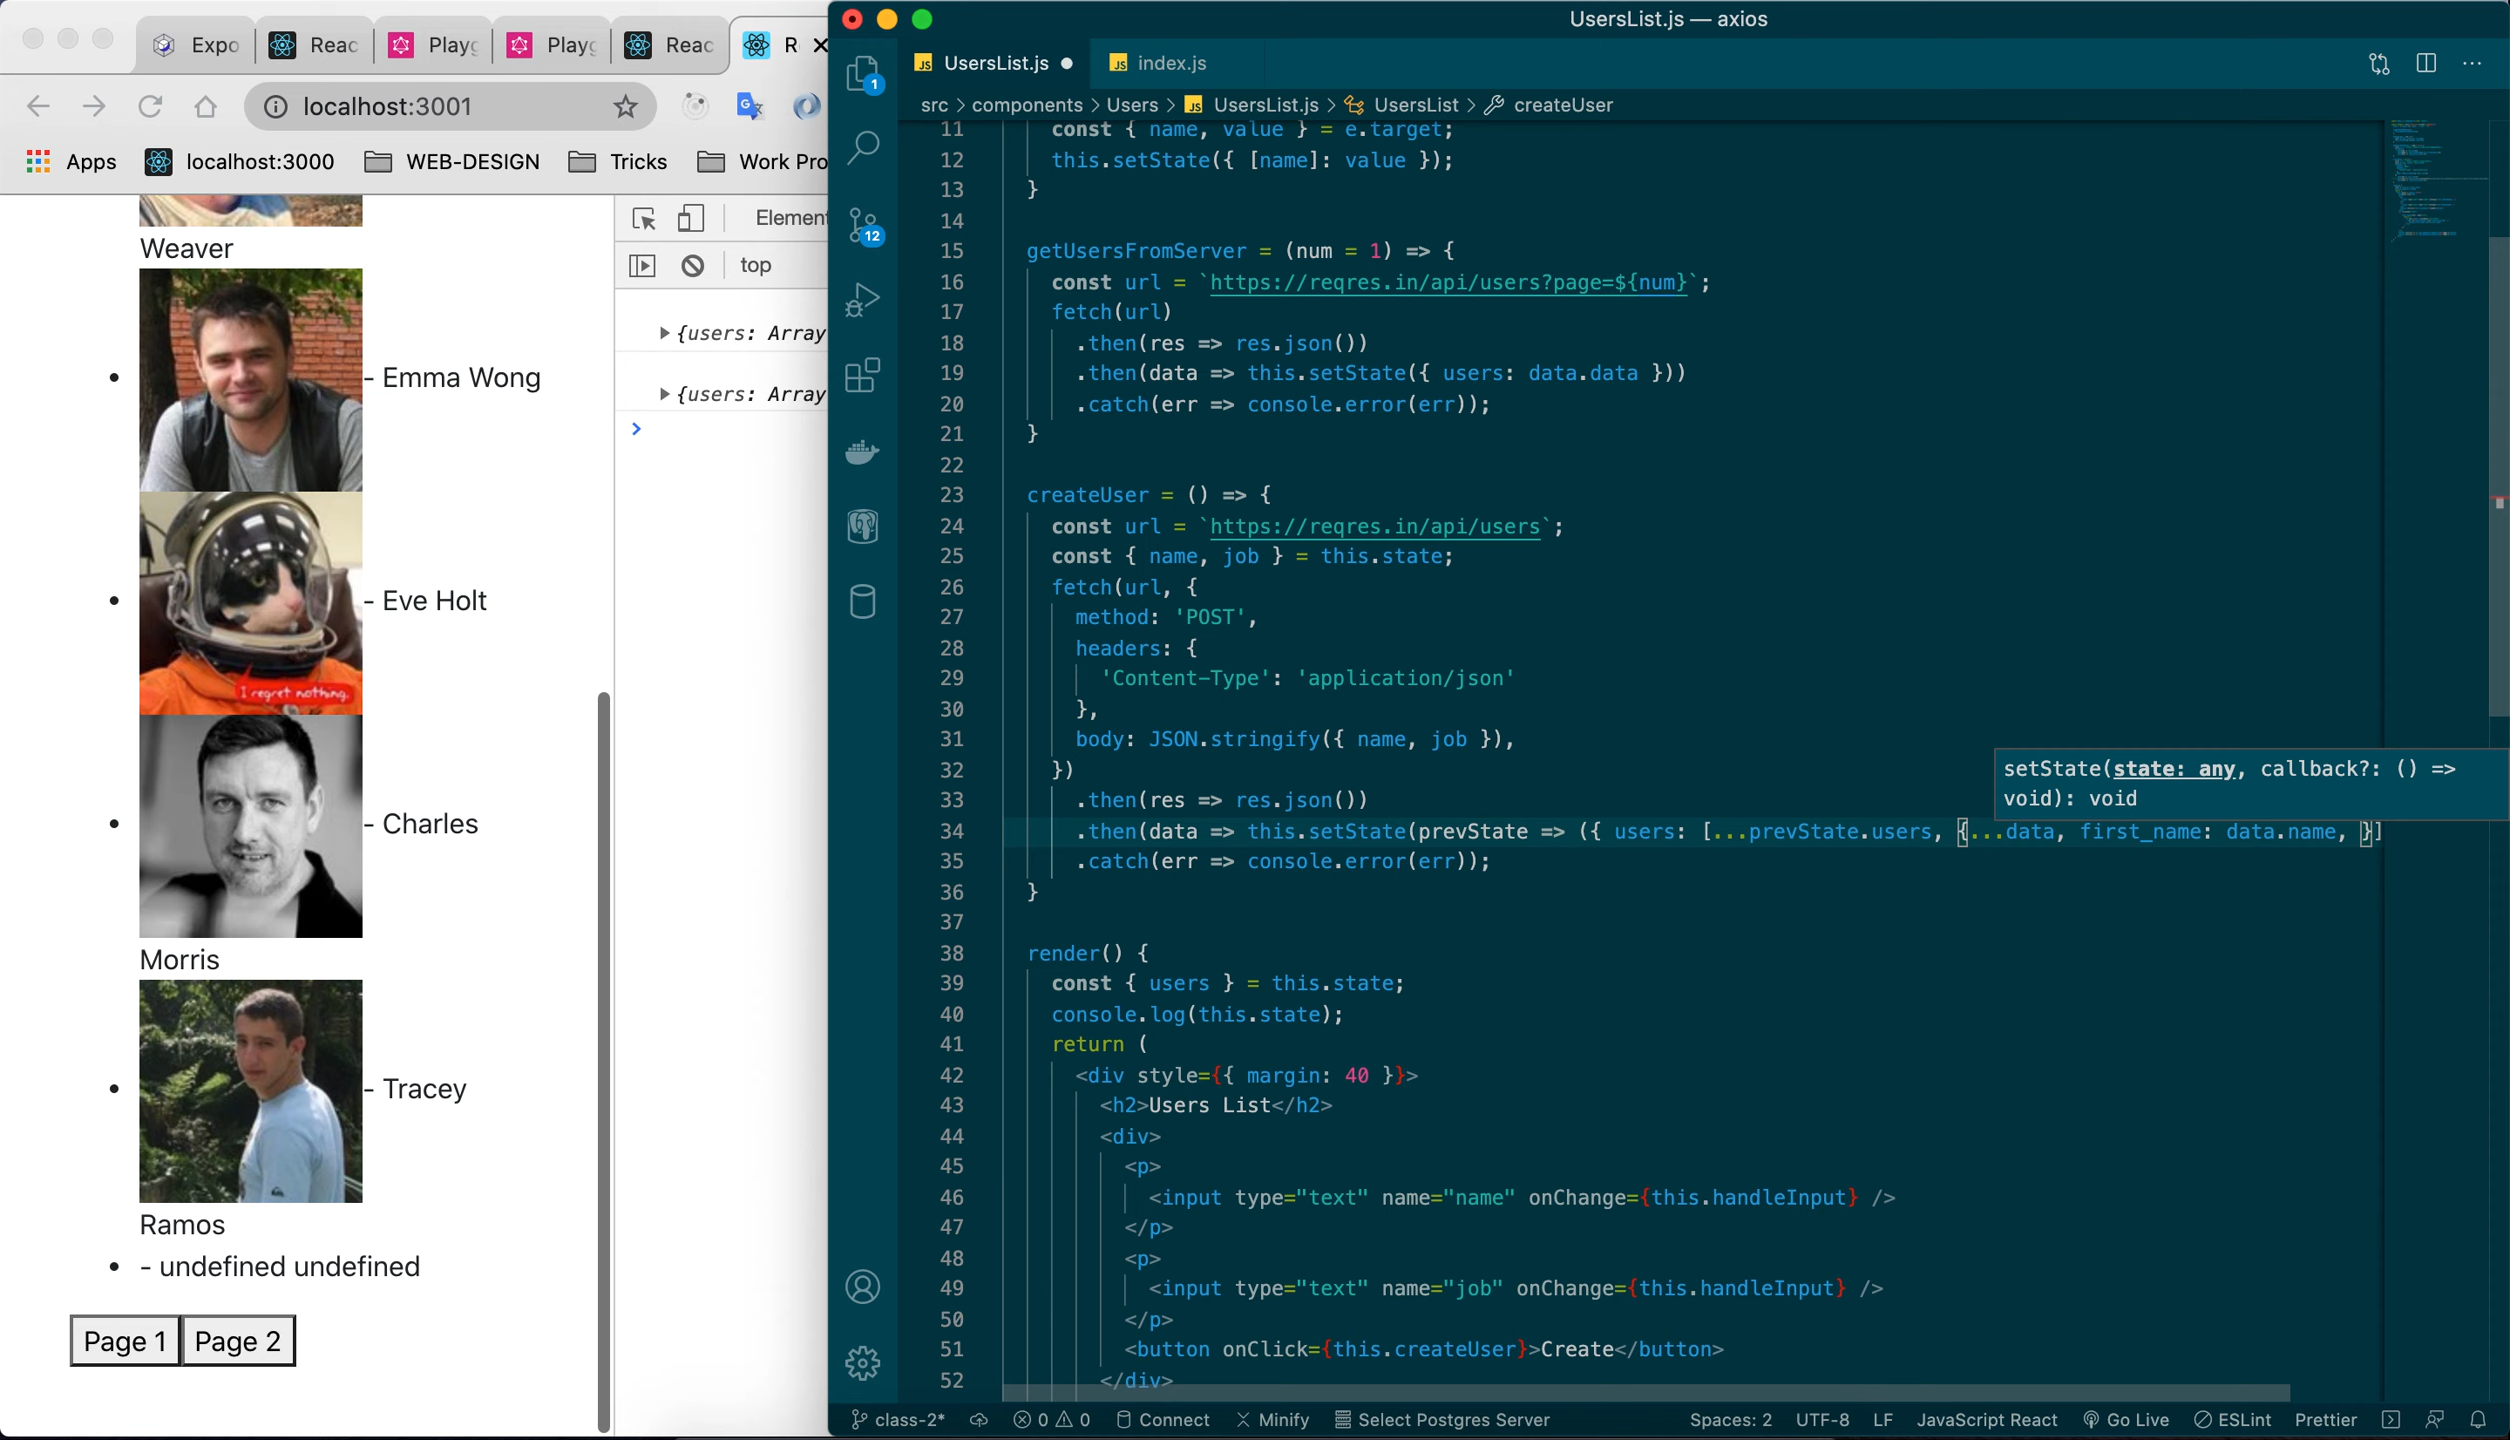 Expo
Reac
Playg
Playg
Reac
R
localhost:3001
Apps
localhost:3000
WEB-DESIGN
Tricks
Work Pro
Weaver
- Emma Wong
- Eve Holt
I regret nothing.
- Charles
Morris
- Tracey
Ramos
- undefined undefined
Page 1
Page 2
Element
top
{users: Array
{users: Array
UsersList.js — axios
UsersList.js
index.js
src > components > Users > UsersList.js > UsersList > createUser
1
12
11 const { name, value } = e.target;
12 this.setState({ [name]: value });
13 }
14
15 getUsersFromServer = (num = 1) => {
16 const url = `https://reqres.in/api/users?page=${num}`;
17 fetch(url)
18 .then(res => res.json())
19 .then(data => this.setState({ users: data.data }))
20 .catch(err => console.error(err));
21 }
22
23 createUser = () => {
24 const url = `https://reqres.in/api/users`;
25 const { name, job } = this.state;
26 fetch(url, {
27 method: 'POST',
28 headers: {
29 'Content-Type': 'application/json'
30 },
31 body: JSON.stringify({ name, job }),
32 })
33 .then(res => res.json())
34 .then(data => this.setState(prevState => ({ users: [...prevState.users, {...data, first_name: data.name, }]
35 .catch(err => console.error(err));
36 }
37
38 render() {
39 const { users } = this.state;
40 console.log(this.state);
41 return (
42 <div style={{ margin: 40 }}>
43 <h2>Users List</h2>
44 <div>
45 <p>
46 <input type="text" name="name" onChange={this.handleInput} />
47 </p>
48 <p>
49 <input type="text" name="job" onChange={this.handleInput} />
50 </p>
51 <button onClick={this.createUser}>Create</button>
52 </div>
setState(state: any, callback?: () =>
void): void
class-2* 0 0 Connect Minify Select Postgres Server Spaces: 2 UTF-8 LF JavaScript React Go Live ESLint Prettier